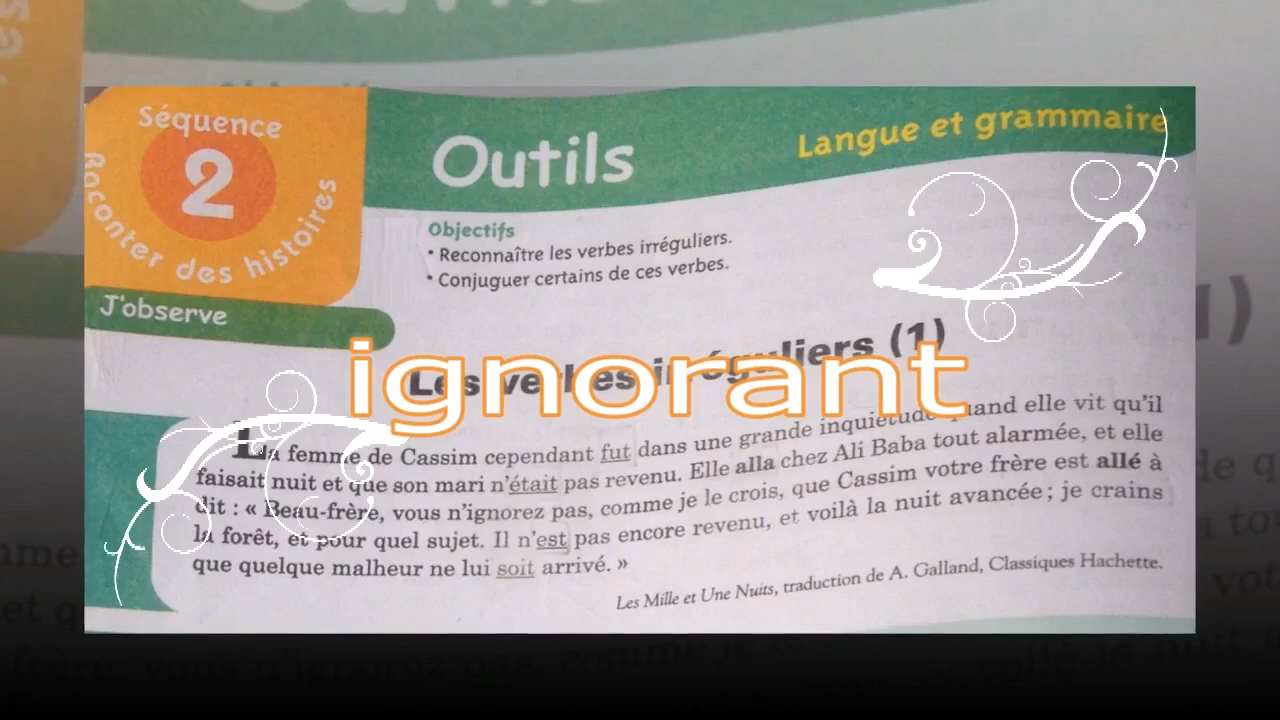 Séquence
2
Raconter des histoires
Outils
Langue et grammaire
Objectifs
• Reconnaître les verbes irréguliers.
• Conjuguer certains de ces verbes.
J'observe
Les verbes irréguliers (1)
ignorant
La femme de Cassim cependant fut dans une grande inquiétude quand elle vit qu'il
faisait nuit et que son mari n'était pas revenu. Elle alla chez Ali Baba tout alarmée, et elle
dit : « Beau-frère, vous n'ignorez pas, comme je le crois, que Cassim votre frère est allé à
la forêt, et pour quel sujet. Il n'est pas encore revenu, et voilà la nuit avancée ; je crains
que quelque malheur ne lui soit arrivé. »
Les Mille et Une Nuits, traduction de A. Galland, Classiques Hachette.